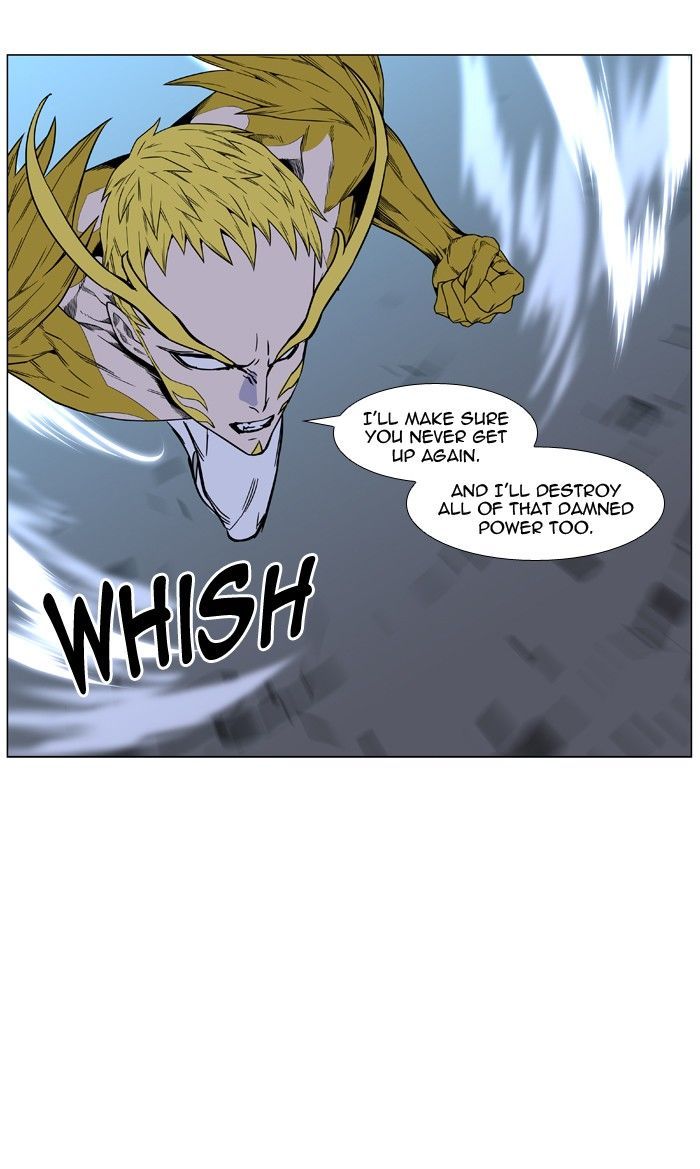 I'LL MAKE SURE
YOU NEVER GET
UP AGAIN.
AND I'LL DESTROY
ALL OF THAT DAMNED
POWER TOO.
WHISH